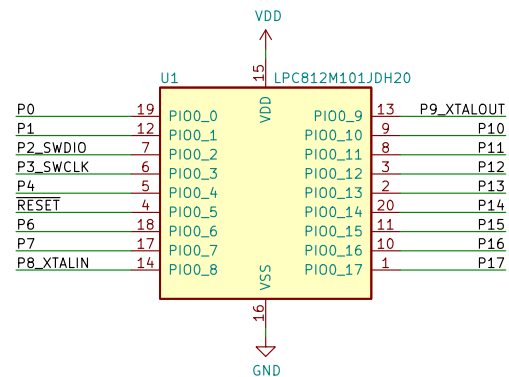 VDD
U1
15
LPC812M101JDH20
VDD
P0 19 PIO0_0 PIO0_9 13 P9_XTALOUT
P1 12 PIO0_1 PIO0_10 9 P10
P2_SWDIO 7 PIO0_2 PIO0_11 8 P11
P3_SWCLK 6 PIO0_3 PIO0_12 3 P12
P4 5 PIO0_4 PIO0_13 2 P13
RESET 4 PIO0_5 PIO0_14 20 P14
P6 18 PIO0_6 PIO0_15 11 P15
P7 17 PIO0_7 PIO0_16 10 P16
P8_XTALIN 14 PIO0_8 PIO0_17 1 P17
VSS
16
GND